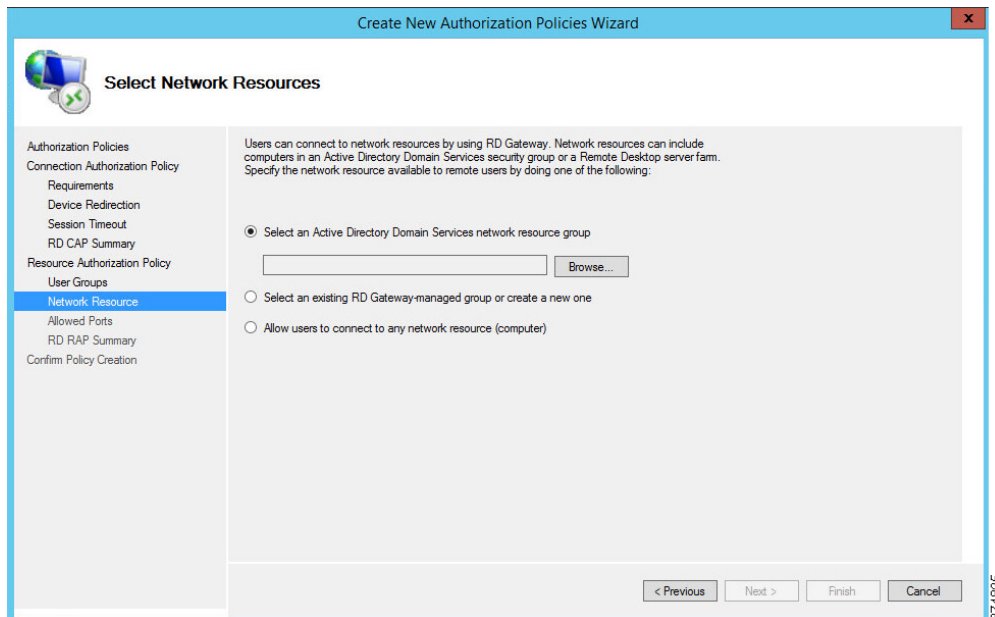 Create New Authorization Policies Wizard
x
Select Network Resources
Authorization Policies
Connection Authorization Policy
Requirements
Device Redirection
Session Timeout
RD CAP Summary
Resource Authorization Policy
User Groups
Network Resource
Allowed Ports
RD RAP Summary
Confirm Policy Creation
Users can connect to network resources by using RD Gateway. Network resources can include
computers in an Active Directory Domain Services security group or a Remote Desktop server farm.
Specify the network resource available to remote users by doing one of the following:
Select an Active Directory Domain Services network resource group
Browse...
Select an existing RD Gateway-managed group or create a new one
Allow users to connect to any network resource (computer)
< Previous
Next >
Finish
Cancel